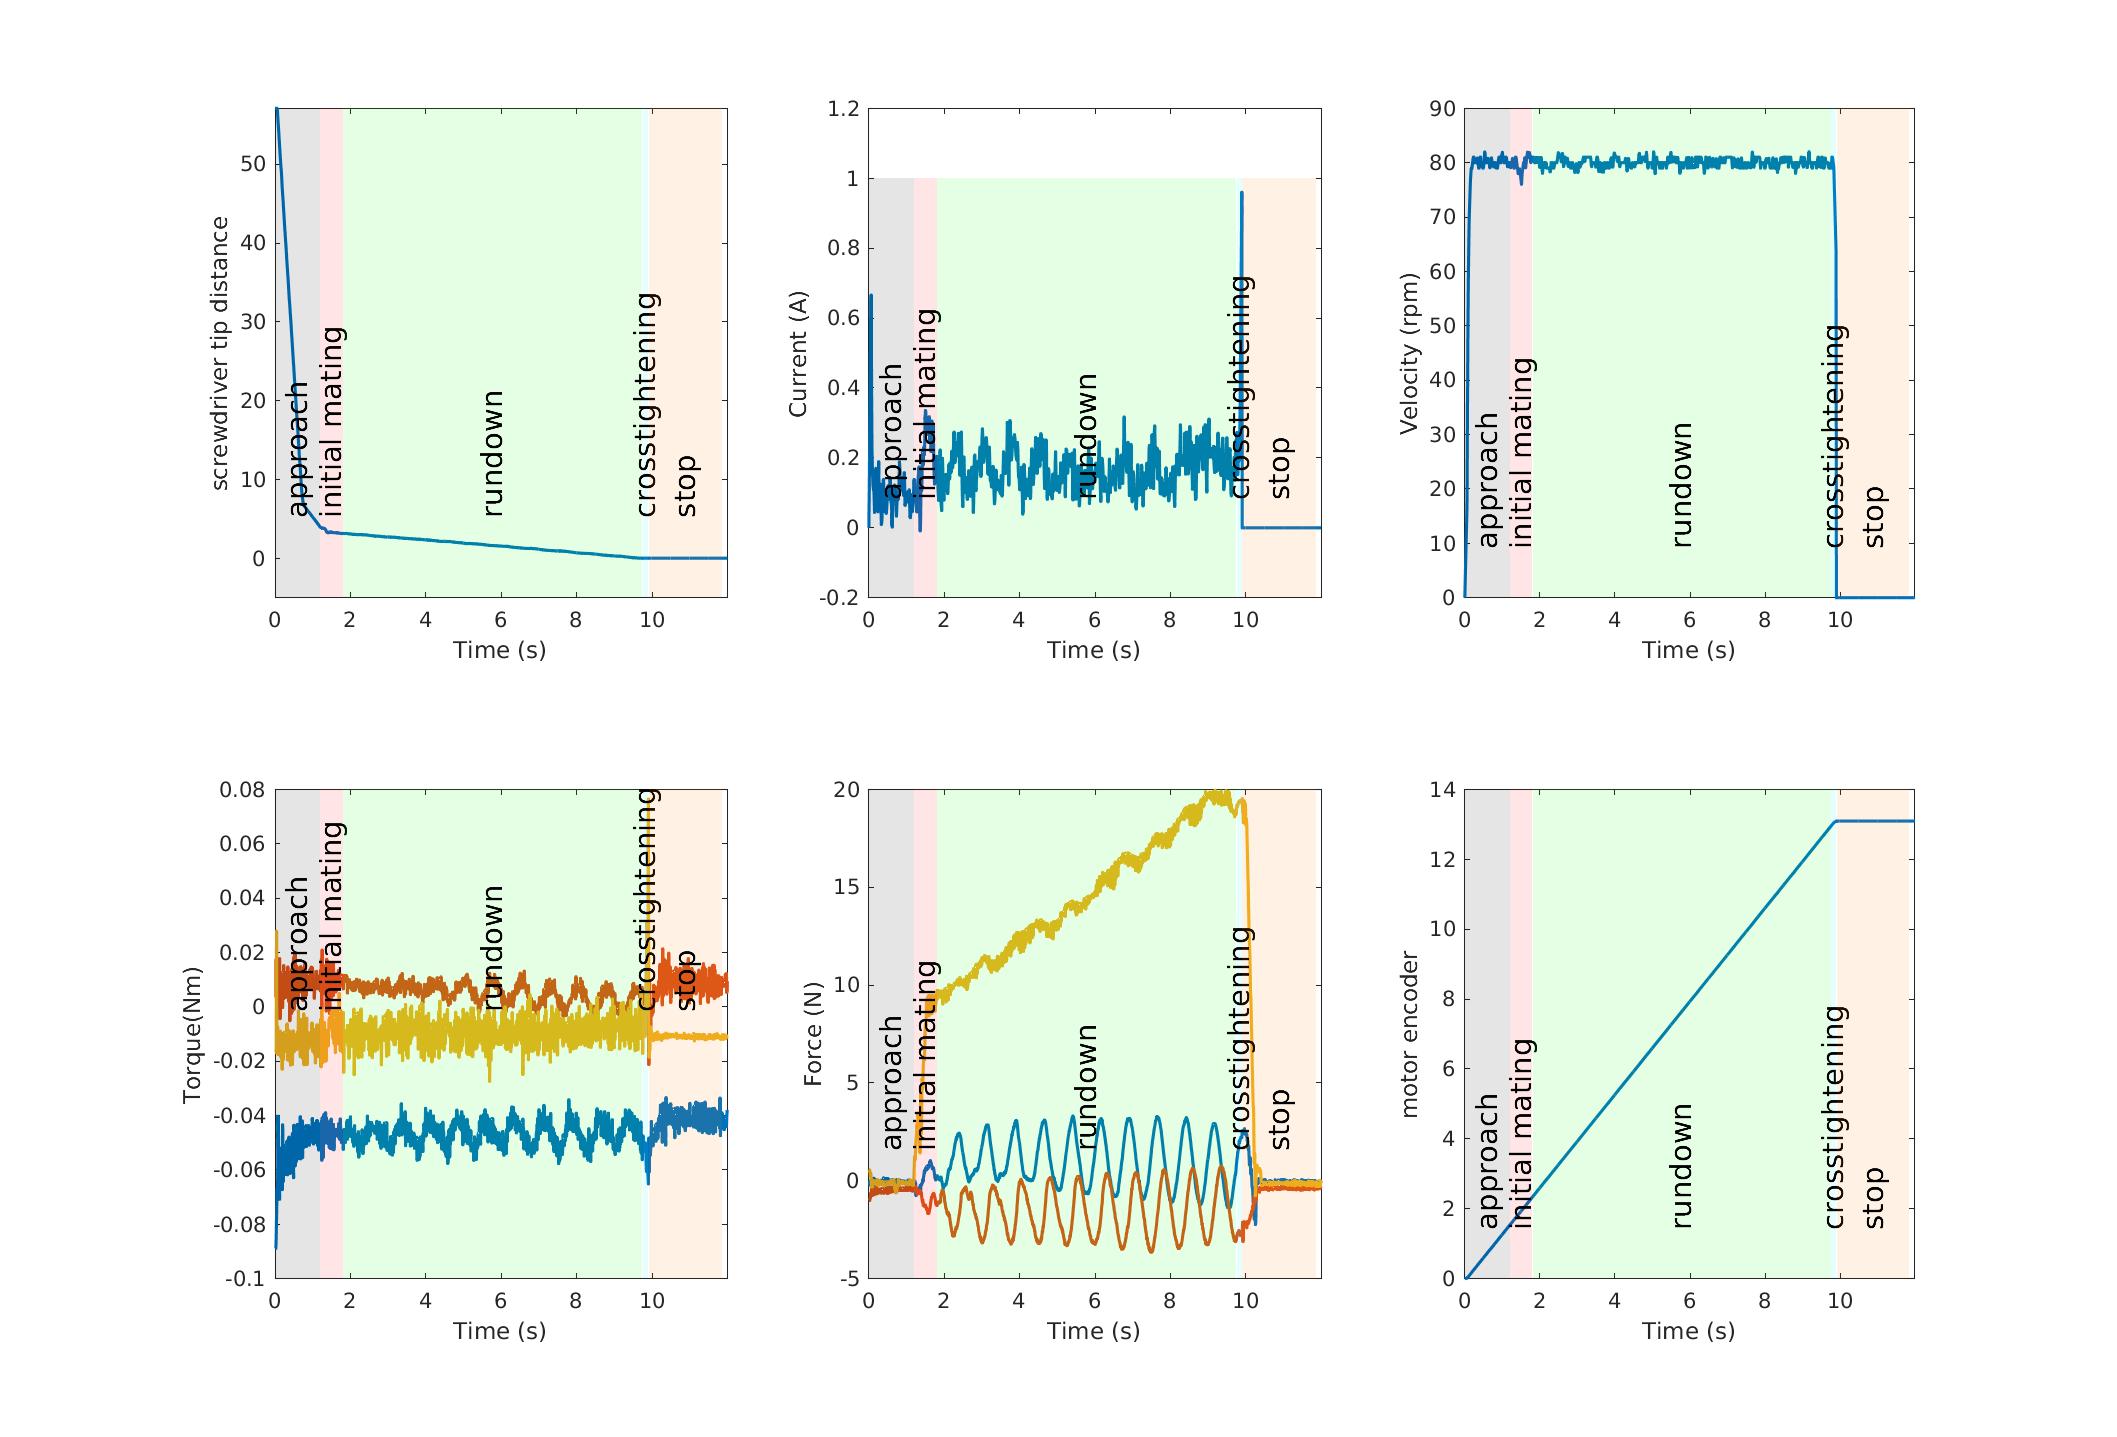 50
40
30
20
10
0
screwdriver tip distance
approach
initial mating
rundown
crosstightening
stop
0 2 4 6 8 10
Time (s)
1.2
1
0.8
0.6
0.4
0.2
0
-0.2
Current (A)
approach
initial mating
rundown
crosstightening
stop
0 2 4 6 8 10
Time (s)
90
80
70
60
50
40
30
20
10
0
Velocity (rpm)
approach
initial mating
rundown
crosstightening
stop
0 2 4 6 8 10
Time (s)
0.08
0.06
0.04
0.02
0
-0.02
-0.04
-0.06
-0.08
-0.1
Torque(Nm)
approach
initial mating
rundown
crosstightening
stop
0 2 4 6 8 10
Time (s)
20
15
10
5
0
-5
Force (N)
approach
initial mating
rundown
crosstightening
stop
0 2 4 6 8 10
Time (s)
14
12
10
8
6
4
2
0
motor encoder
approach
initial mating
rundown
crosstightening
stop
0 2 4 6 8 10
Time (s)